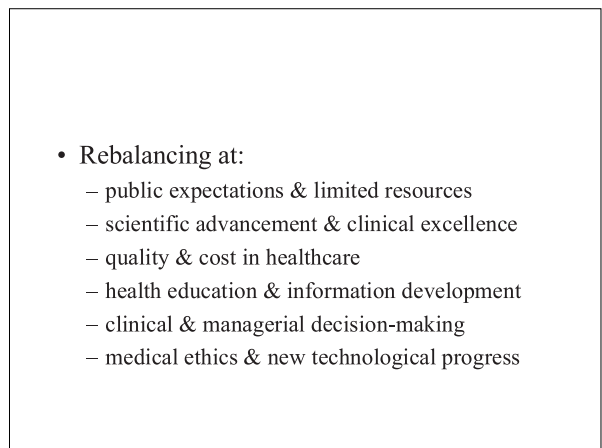 • Rebalancing at:
– public expectations & limited resources
– scientific advancement & clinical excellence
– quality & cost in healthcare
– health education & information development
– clinical & managerial decision-making
– medical ethics & new technological progress